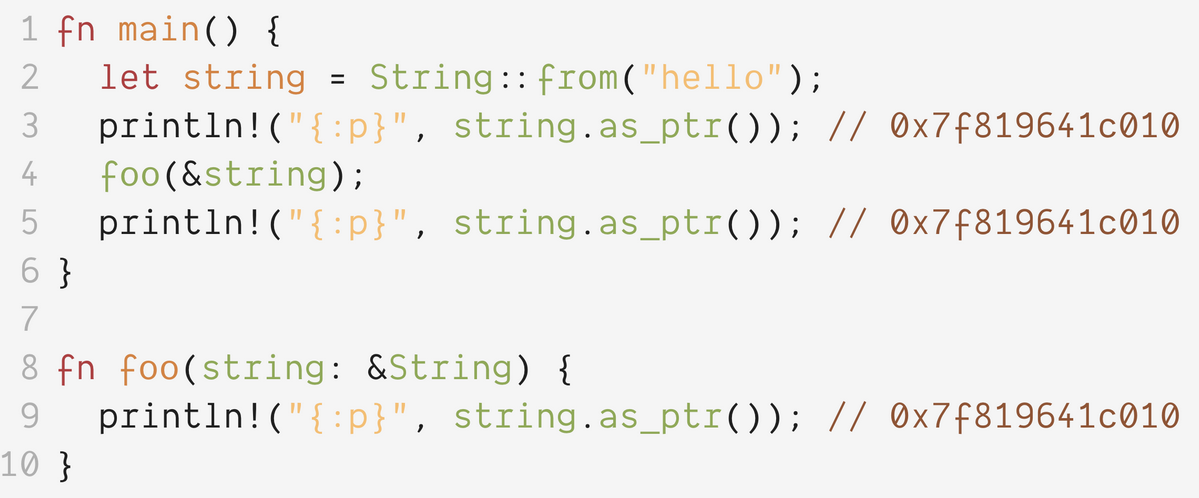 1 fn main() {
2   let string = String::from("hello");
3   println!("{:p}", string.as_ptr()); // 0x7f819641c010
4   foo(&string);
5   println!("{:p}", string.as_ptr()); // 0x7f819641c010
6 }
7
8 fn foo(string: &String) {
9   println!("{:p}", string.as_ptr()); // 0x7f819641c010
10 }